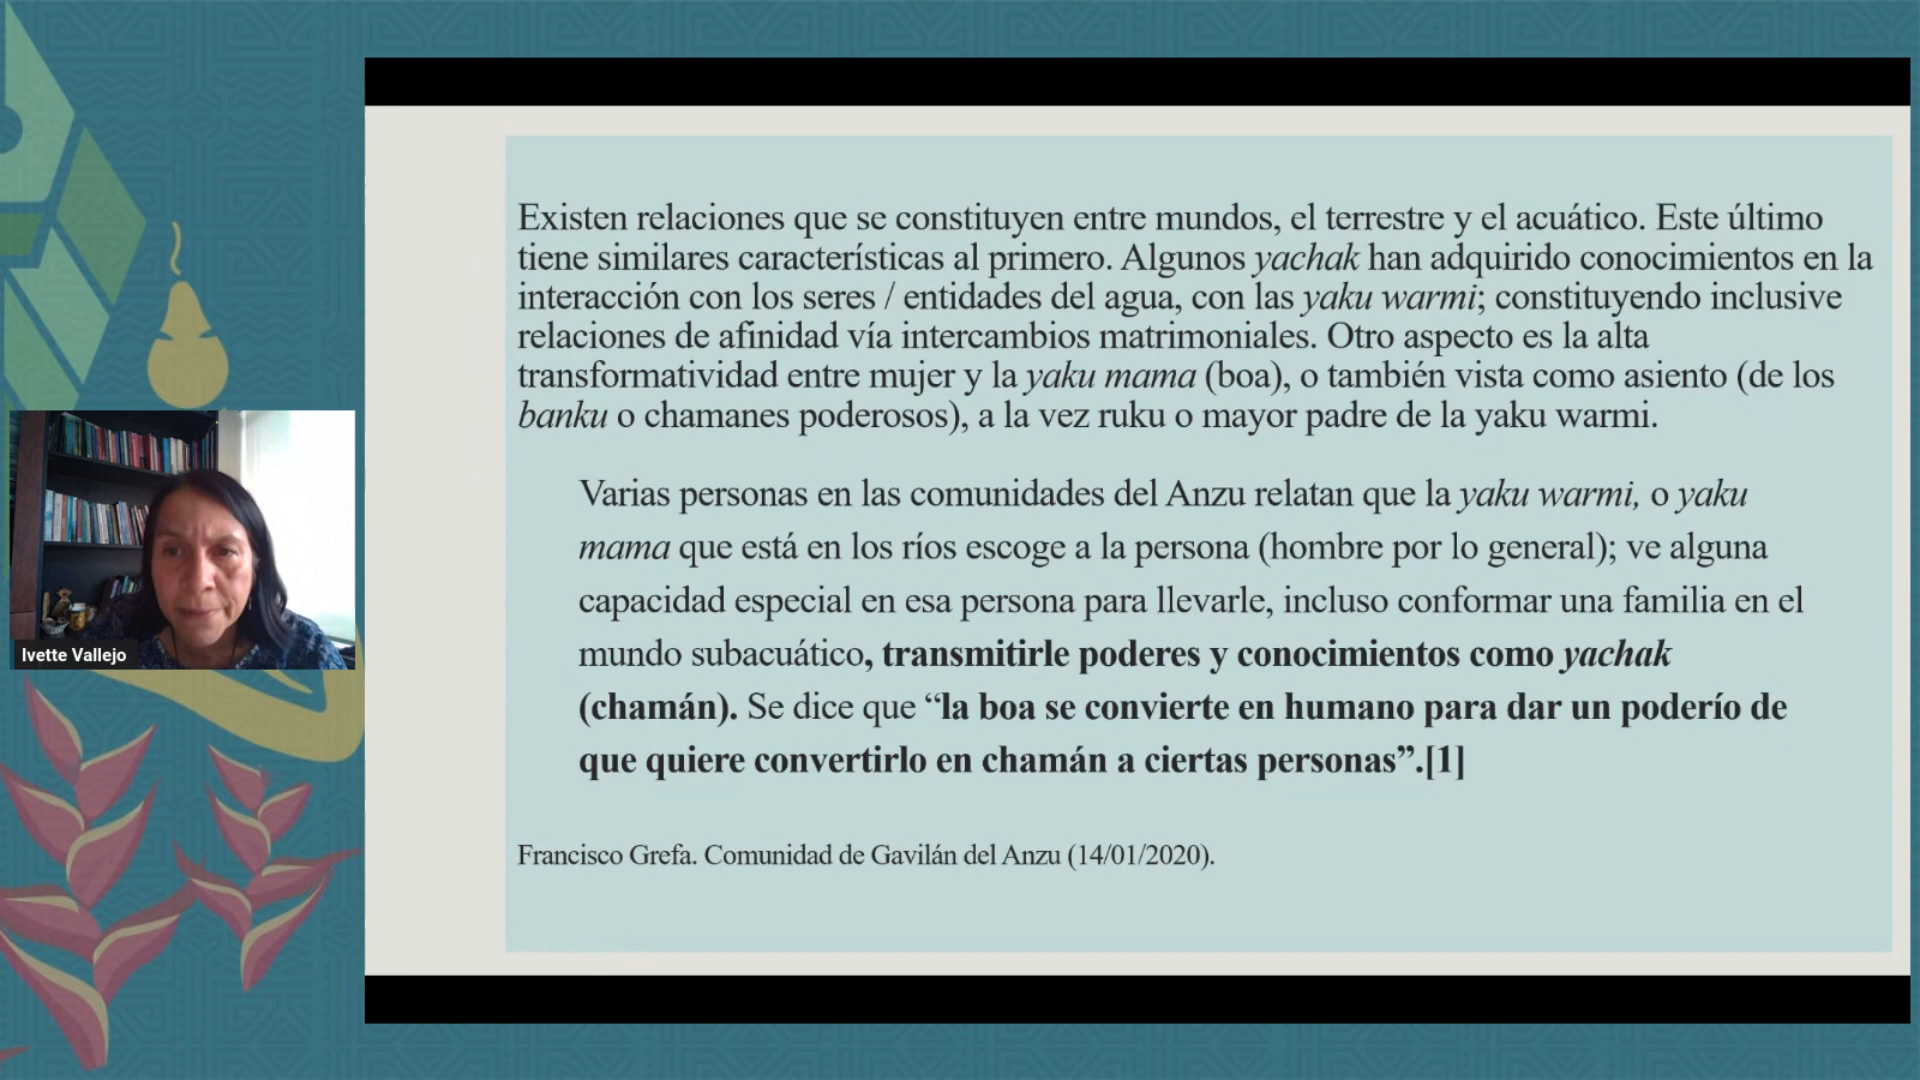 Existen relaciones que se constituyen entre mundos, el terrestre y el acuático. Este último
tiene similares características al primero. Algunos yachak han adquirido conocimientos en la
interacción con los seres / entidades del agua, con las yaku warmi; constituyendo inclusive
relaciones de afinidad vía intercambios matrimoniales. Otro aspecto es la alta
transformatividad entre mujer y la yaku mama (boa), o también vista como asiento (de los
banku o chamanes poderosos), a la vez ruku o mayor padre de la yaku warmi.
Varias personas en las comunidades del Anzu relatan que la yaku warmi, o yaku
mama que está en los ríos escoge a la persona (hombre por lo general); ve alguna
capacidad especial en esa persona para llevarle, incluso conformar una familia en el
mundo subacuático, transmitirle poderes y conocimientos como yachak
(chamán). Se dice que “la boa se convierte en humano para dar un poderío de
que quiere convertirlo en chamán a ciertas personas”.[1]
Francisco Grefa. Comunidad de Gavilán del Anzu (14/01/2020).
Ivette Vallejo